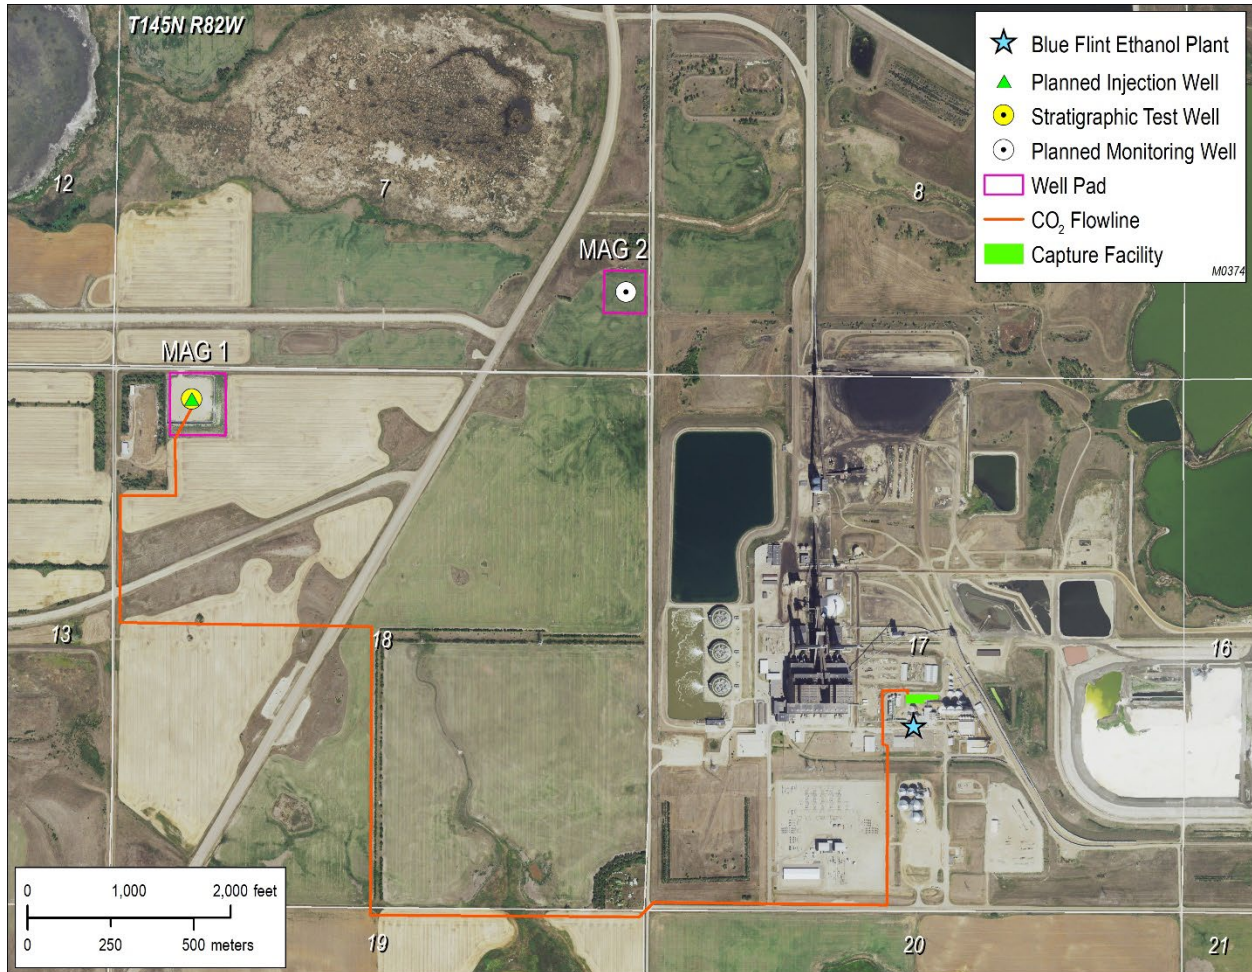 T145N R82W
Blue Flint Ethanol Plant
Planned Injection Well
Stratigraphic Test Well
Planned Monitoring Well
Well Pad
CO₂ Flowline
Capture Facility
M0374
12
7
8
MAG 2
MAG 1
13
18
17
16
0 1,000 2,000 feet
0 250 500 meters
19
20
21